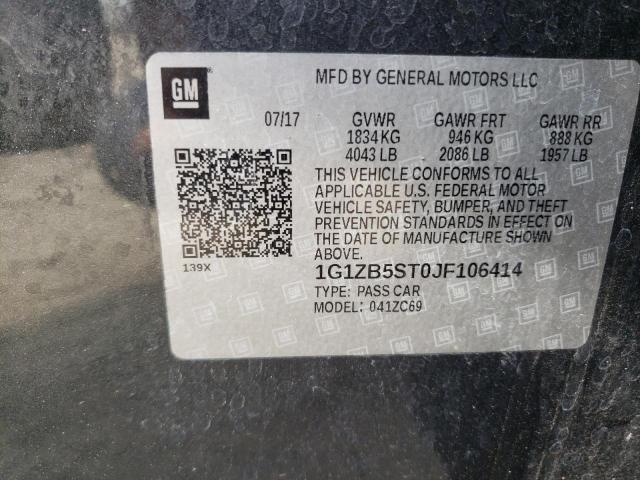 GM
MFD BY GENERAL MOTORS LLC
07/17 GVWR GAWR FRT GAWR RR
1834 KG 946 KG 888 KG
4043 LB 2086 LB 1957 LB
THIS VEHICLE CONFORMS TO ALL
APPLICABLE U.S. FEDERAL MOTOR
VEHICLE SAFETY, BUMPER, AND THEFT
PREVENTION STANDARDS IN EFFECT ON
THE DATE OF MANUFACTURE SHOWN
ABOVE.
139X
1G1ZB5ST0JF106414
TYPE: PASS CAR
MODEL: 041ZC69